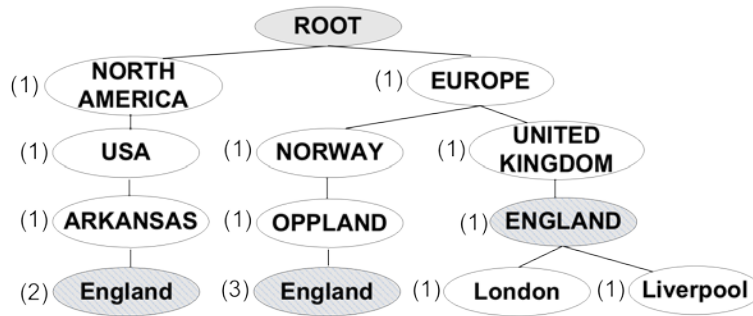 ROOT
(1) NORTH AMERICA
(1) EUROPE
(1) USA
(1) NORWAY
(1) UNITED KINGDOM
(1) ARKANSAS
(1) OPPLAND
(1) ENGLAND
(2) England
(3) England
(1) London
(1) Liverpool